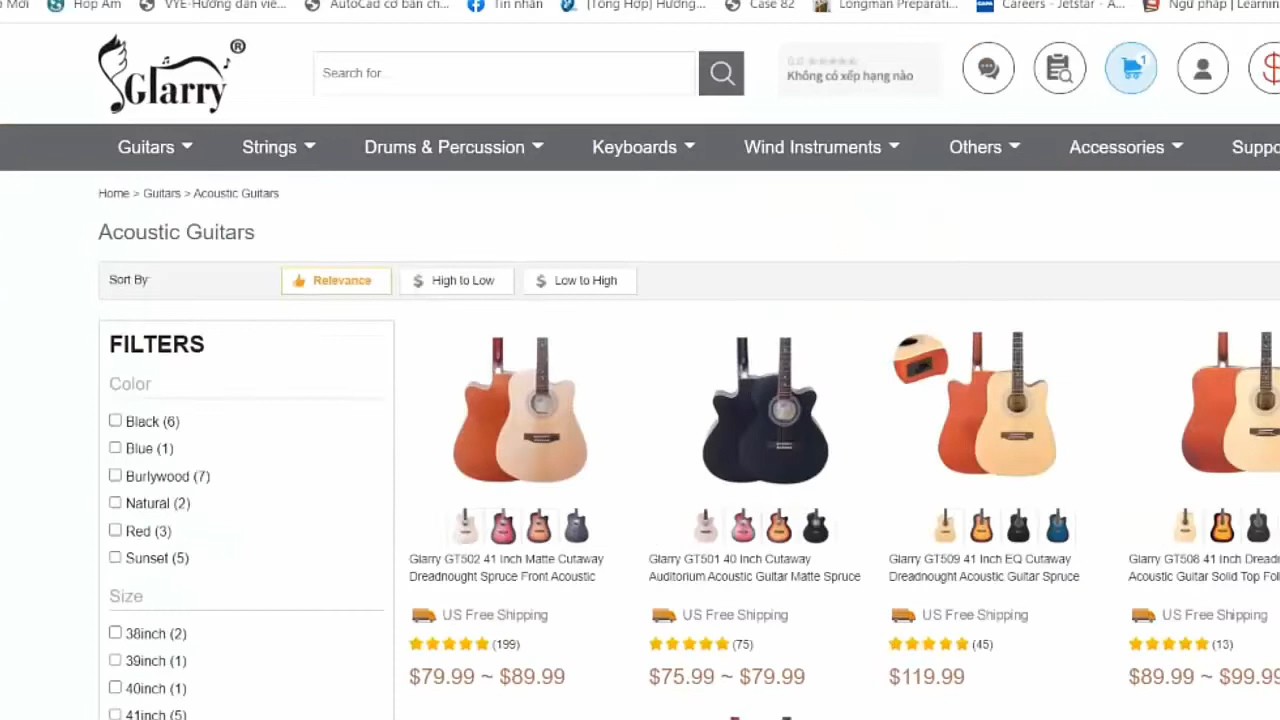 Hợp Âm
VYE-Hướng dẫn viê...
AutoCad cơ bản ch...
Tin nhắn
[Tổng Hợp] Hướng...
Case 82
Longman Preparati...
Careers - Jetstar - A...
Ngữ pháp | Learnin
Glarry ®
Search for...
0.0
Không có xếp hạng nào
1
Guitars
Strings
Drums & Percussion
Keyboards
Wind Instruments
Others
Accessories
Suppo
Home > Guitars > Acoustic Guitars
Acoustic Guitars
Sort By
Relevance
$ High to Low
$ Low to High
FILTERS
Color
Black (6)
Blue (1)
Burlywood (7)
Natural (2)
Red (3)
Sunset (5)
Size
38inch (2)
39inch (1)
40inch (1)
41inch (5)
Glarry GT502 41 Inch Matte Cutaway
Dreadnought Spruce Front Acoustic
US Free Shipping
(199)
$79.99 ~ $89.99
Glarry GT501 40 Inch Cutaway
Auditorium Acoustic Guitar Matte Spruce
US Free Shipping
(75)
$75.99 ~ $79.99
Glarry GT509 41 Inch EQ Cutaway
Dreadnought Acoustic Guitar Spruce
US Free Shipping
(45)
$119.99
Glarry GT508 41 Inch Dreadn
Acoustic Guitar Solid Top Fol
US Free Shipping
(13)
$89.99 ~ $99.99